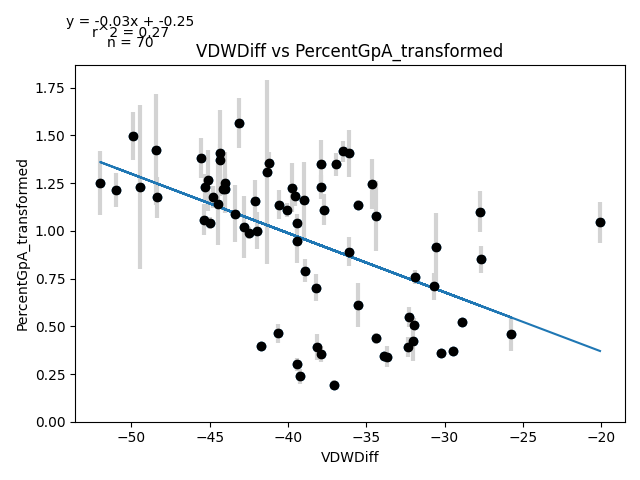 y = -0.03x + -0.25
r^2 = 0.27
n = 70
VDWDiff vs PercentGpA_transformed
PercentGpA_transformed
1.75
1.50
1.25
1.00
0.75
0.50
0.25
0.00
−50
−45
−40
−35
−30
−25
−20
VDWDiff